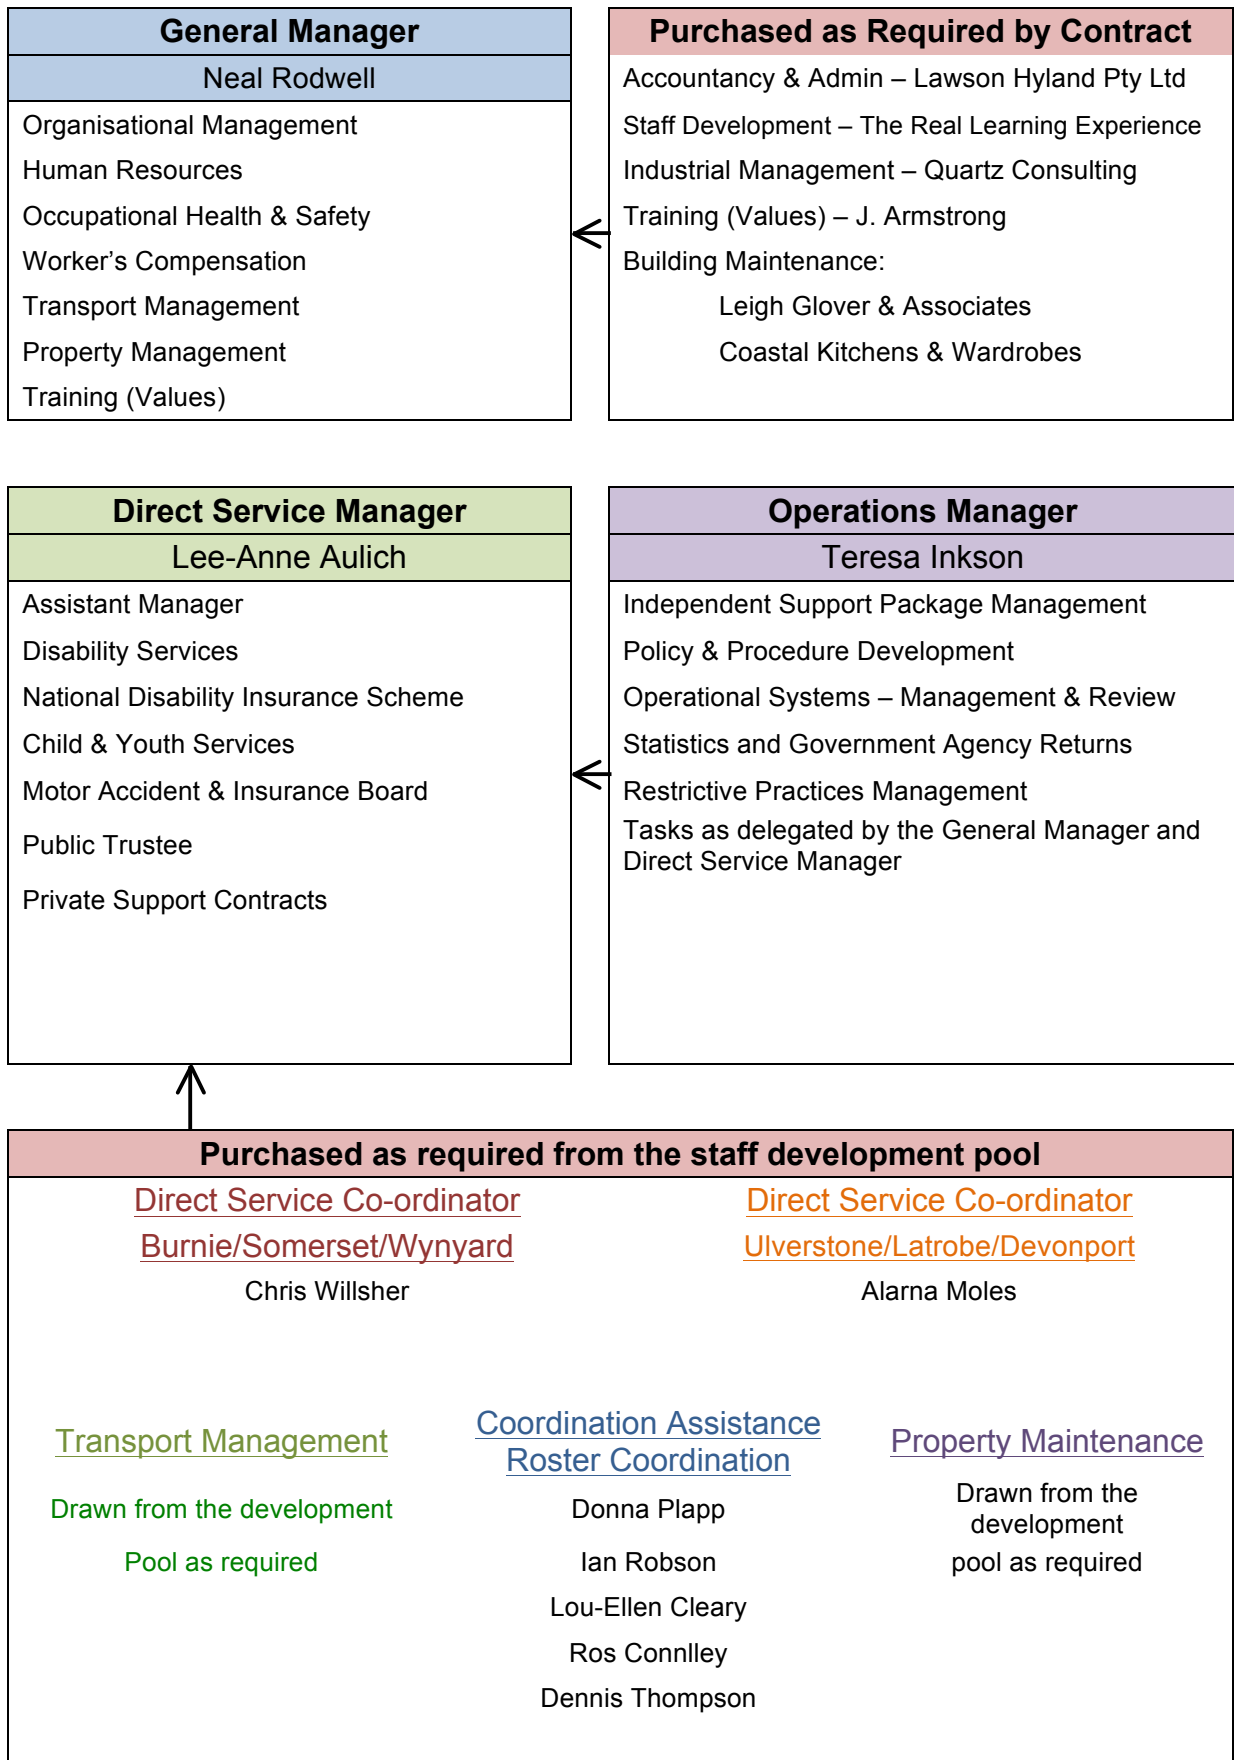 General Manager
Neal Rodwell
Organisational Management
Human Resources
Occupational Health & Safety
Worker’s Compensation
Transport Management
Property Management
Training (Values)
Purchased as Required by Contract
Accountancy & Admin – Lawson Hyland Pty Ltd
Staff Development – The Real Learning Experience
Industrial Management – Quartz Consulting
Training (Values) – J. Armstrong
Building Maintenance:
Leigh Glover & Associates
Coastal Kitchens & Wardrobes
Direct Service Manager
Lee-Anne Aulich
Assistant Manager
Disability Services
National Disability Insurance Scheme
Child & Youth Services
Motor Accident & Insurance Board
Public Trustee
Private Support Contracts
Operations Manager
Teresa Inkson
Independent Support Package Management
Policy & Procedure Development
Operational Systems – Management & Review
Statistics and Government Agency Returns
Restrictive Practices Management
Tasks as delegated by the General Manager and
Direct Service Manager
Purchased as required from the staff development pool
Direct Service Co-ordinator
Burnie/Somerset/Wynyard
Chris Willsher
Direct Service Co-ordinator
Ulverstone/Latrobe/Devonport
Alarna Moles
Transport Management
Drawn from the development
Pool as required
Coordination Assistance
Roster Coordination
Donna Plapp
Ian Robson
Lou-Ellen Cleary
Ros Connlley
Dennis Thompson
Property Maintenance
Drawn from the
development
pool as required